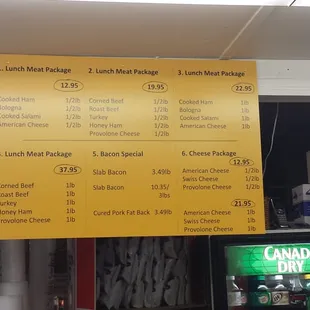 . Lunch Meat Package
12.95
Cooked Ham 1/2lb
Bologna 1/2lb
Cooked Salami 1/2lb
American Cheese 1/2lb
2. Lunch Meat Package
19.95
Corned Beef 1/2lb
Roast Beef 1/2lb
Turkey 1/2lb
Honey Ham 1/2lb
Provolone Cheese 1/2lb
3. Lunch Meat Package
22.95
Cooked Ham 1lb
Bologna 1lb
Cooked Salami 1lb
American Cheese 1lb
. Lunch Meat Package
37.95
Corned Beef 1lb
Roast Beef 1lb
Turkey 1lb
Honey Ham 1lb
Provolone Cheese 1lb
5. Bacon Special
Slab Bacon 3.49lb
Slab Bacon 10.35/
3lbs
Cured Pork Fat Back 3.49lb
6. Cheese Package
12.95
American Cheese 1/2lb
Swiss Cheese 1/2lb
Provolone Cheese 1/2lb
21.95
American Cheese 1lb
Swiss Cheese 1lb
Provolone Cheese 1lb
CANAD
DRY